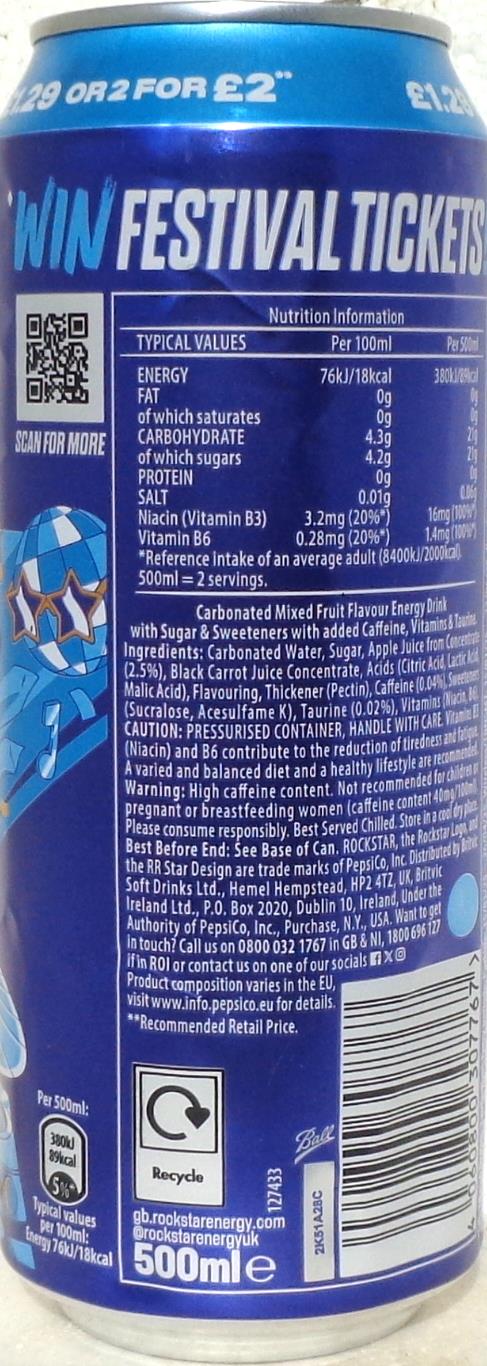 £1.29 OR 2 FOR £2**
£1.29
*WIN FESTIVAL TICKETS
SCAN FOR MORE
Nutrition Information
TYPICAL VALUES Per 100ml Per 500ml
ENERGY 76kJ/18kcal 380kJ/89kcal
FAT 0g 0g
of which saturates 0g 0g
CARBOHYDRATE 4.3g 21g
of which sugars 4.2g 21g
PROTEIN 0g 0g
SALT 0.01g 0.06g
Niacin (Vitamin B3) 3.2mg (20%*) 16mg (100%*)
Vitamin B6 0.28mg (20%*) 1.4mg (100%*)
*Reference intake of an average adult (8400kJ/2000kcal).
500ml = 2 servings.
Carbonated Mixed Fruit Flavour Energy Drink
with Sugar & Sweeteners with added Caffeine, Vitamins & Taurine.
Ingredients: Carbonated Water, Sugar, Apple Juice from Concentrate
(2.5%), Black Carrot Juice Concentrate, Acids (Citric Acid, Lactic Acid,
Malic Acid), Flavouring, Thickener (Pectin), Caffeine (0.04%), Sweeteners
(Sucralose, Acesulfame K), Taurine (0.02%), Vitamins (Niacin, B6).
CAUTION: PRESSURISED CONTAINER, HANDLE WITH CARE. Vitamins B3
(Niacin) and B6 contribute to the reduction of tiredness and fatigue.
A varied and balanced diet and a healthy lifestyle are recommended.
Warning: High caffeine content. Not recommended for children or
pregnant or breastfeeding women (caffeine content 40mg/100ml).
Please consume responsibly. Best Served Chilled. Store in a cool dry place.
Best Before End: See Base of Can. ROCKSTAR, the Rockstar Logo, and
the RR Star Design are trade marks of PepsiCo, Inc. Distributed by Britvic
Soft Drinks Ltd., Hemel Hempstead, HP2 4TZ, UK, Britvic
Ireland Ltd., P.O. Box 2020, Dublin 10, Ireland, Under the
Authority of PepsiCo, Inc., Purchase, N.Y., USA. Want to get
in touch? Call us on 0800 032 1767 in GB & NI, 1800 696 127
if in ROI or contact us on one of our socials
Product composition varies in the EU,
visit www.info.pepsico.eu for details.
**Recommended Retail Price.
Per 500ml:
380kJ
89kcal
5%*
Typical values
per 100ml:
Energy 76kJ/18kcal
Recycle
127433
Ball
2K51A28C
gb.rockstarenergy.com
@rockstarenergyuk
500ml e
4 060800 307767 >